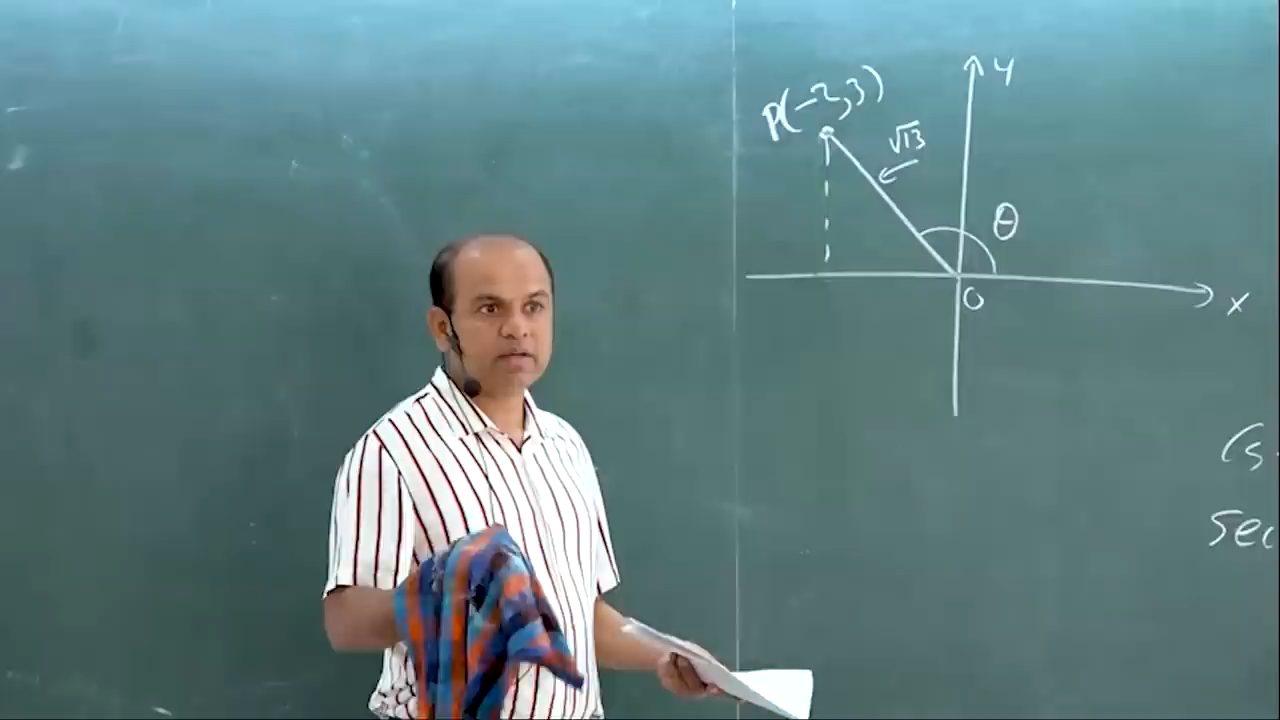 y
P(-2,3)
√13
θ
O
x
(s
sec